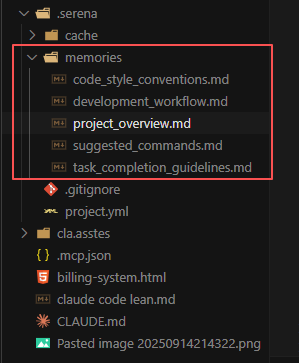 .serena
cache
memories
code_style_conventions.md
development_workflow.md
project_overview.md
suggested_commands.md
task_completion_guidelines.md
.gitignore
project.yml
cla.asstes
.mcp.json
billing-system.html
claude code lean.md
CLAUDE.md
Pasted image 20250914214322.png